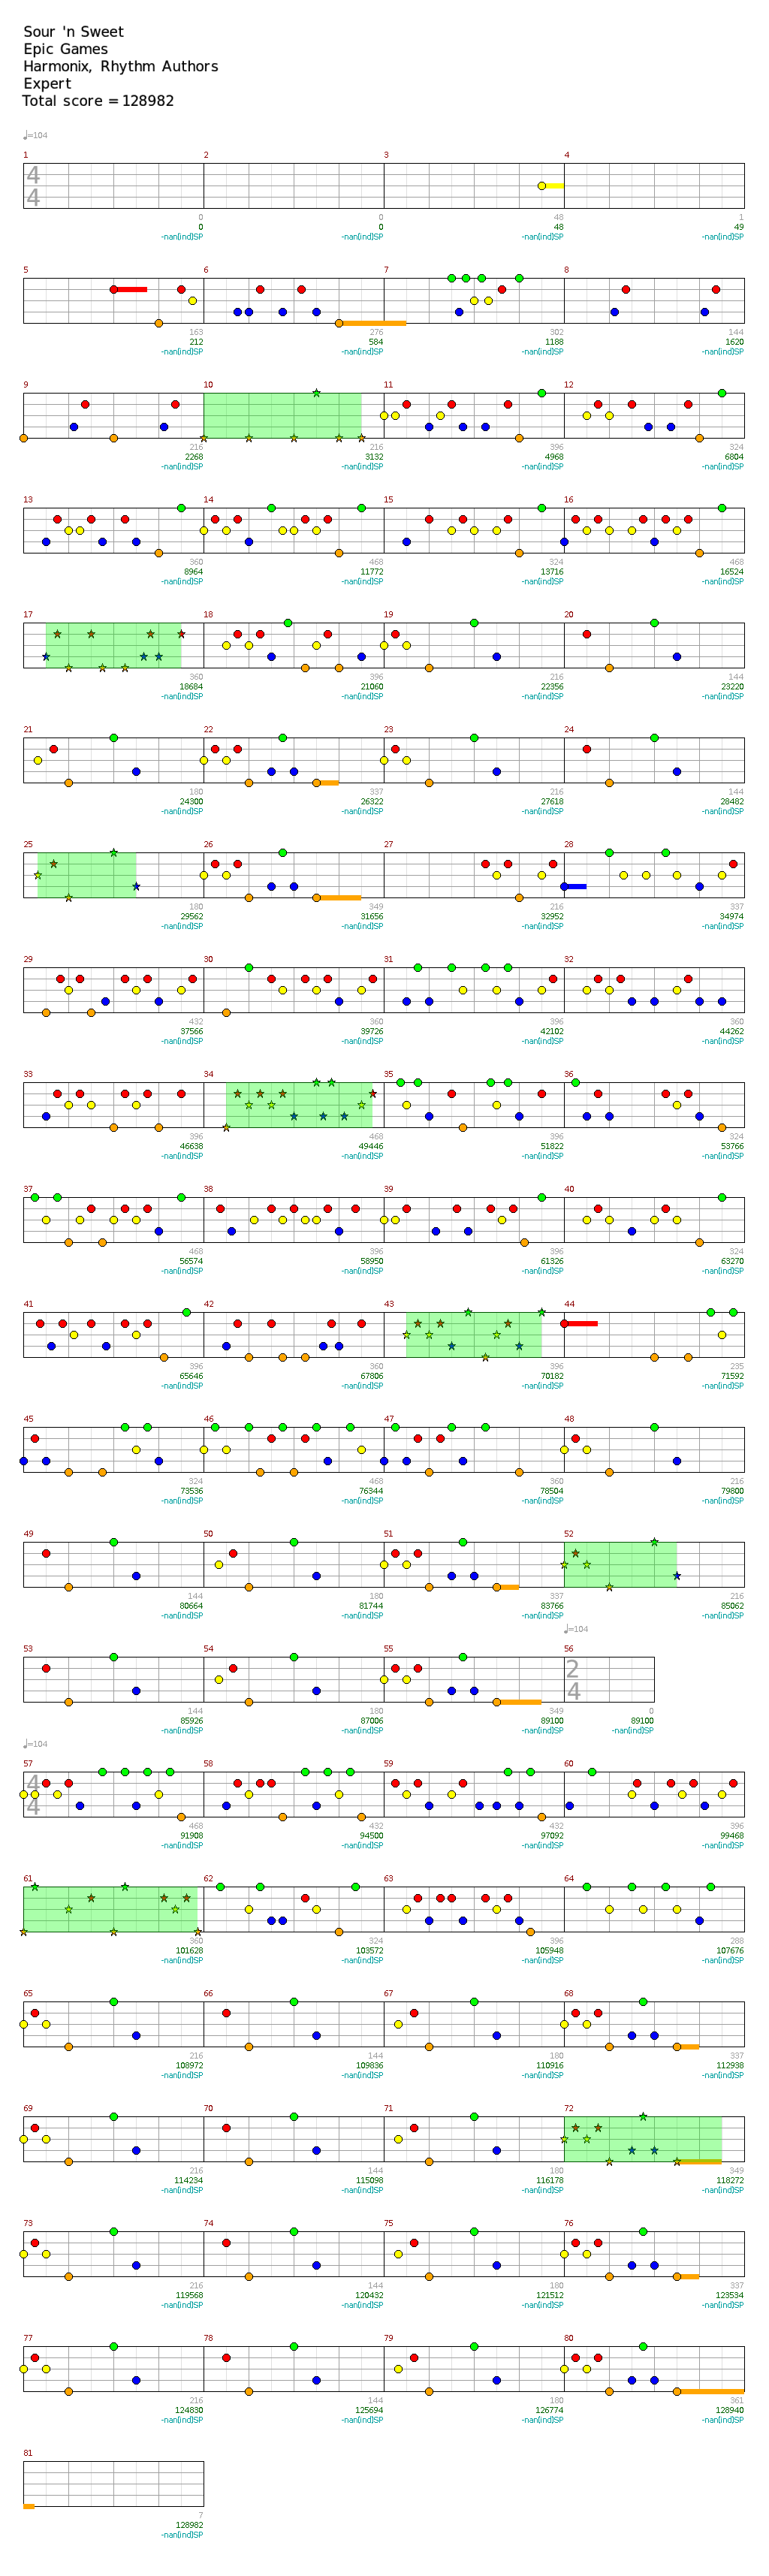 Sour 'n Sweet
Epic Games
Harmonix, Rhythm Authors
Expert
Total score = 128982
♩=104
1 2 3 4
4
4
0 0 48 1
0 0 48 49
-nan(ind)SP -nan(ind)SP -nan(ind)SP -nan(ind)SP
5 6 7 8
163 276 302 144
212 584 1188 1620
-nan(ind)SP -nan(ind)SP -nan(ind)SP -nan(ind)SP
9 10 11 12
216 216 396 324
2268 3132 4968 6804
-nan(ind)SP -nan(ind)SP -nan(ind)SP -nan(ind)SP
13 14 15 16
360 468 324 468
8964 11772 13716 16524
-nan(ind)SP -nan(ind)SP -nan(ind)SP -nan(ind)SP
17 18 19 20
360 396 216 144
18684 21060 22356 23220
-nan(ind)SP -nan(ind)SP -nan(ind)SP -nan(ind)SP
21 22 23 24
180 337 216 144
24300 26322 27618 28482
-nan(ind)SP -nan(ind)SP -nan(ind)SP -nan(ind)SP
25 26 27 28
180 349 216 337
29562 31656 32952 34974
-nan(ind)SP -nan(ind)SP -nan(ind)SP -nan(ind)SP
29 30 31 32
432 360 396 360
37566 39726 42102 44262
-nan(ind)SP -nan(ind)SP -nan(ind)SP -nan(ind)SP
33 34 35 36
396 468 396 324
46638 49446 51822 53766
-nan(ind)SP -nan(ind)SP -nan(ind)SP -nan(ind)SP
37 38 39 40
468 396 396 324
56574 58950 61326 63270
-nan(ind)SP -nan(ind)SP -nan(ind)SP -nan(ind)SP
41 42 43 44
396 360 396 235
65646 67806 70182 71592
-nan(ind)SP -nan(ind)SP -nan(ind)SP -nan(ind)SP
45 46 47 48
324 468 360 216
73536 76344 78504 79800
-nan(ind)SP -nan(ind)SP -nan(ind)SP -nan(ind)SP
49 50 51 52
144 180 337 216
80664 81744 83766 85062
-nan(ind)SP -nan(ind)SP -nan(ind)SP -nan(ind)SP
♩=104
53 54 55 56
2
4
144 180 349 0
85926 87006 89100 89100
-nan(ind)SP -nan(ind)SP -nan(ind)SP -nan(ind)SP
♩=104
57 58 59 60
4
4
468 432 432 396
91908 94500 97092 99468
-nan(ind)SP -nan(ind)SP -nan(ind)SP -nan(ind)SP
61 62 63 64
360 324 396 288
101628 103572 105948 107676
-nan(ind)SP -nan(ind)SP -nan(ind)SP -nan(ind)SP
65 66 67 68
216 144 180 337
108972 109836 110916 112938
-nan(ind)SP -nan(ind)SP -nan(ind)SP -nan(ind)SP
69 70 71 72
216 144 180 349
114234 115098 116178 118272
-nan(ind)SP -nan(ind)SP -nan(ind)SP -nan(ind)SP
73 74 75 76
216 144 180 337
119568 120432 121512 123534
-nan(ind)SP -nan(ind)SP -nan(ind)SP -nan(ind)SP
77 78 79 80
216 144 180 361
124830 125694 126774 128940
-nan(ind)SP -nan(ind)SP -nan(ind)SP -nan(ind)SP
81
7
128982
-nan(ind)SP